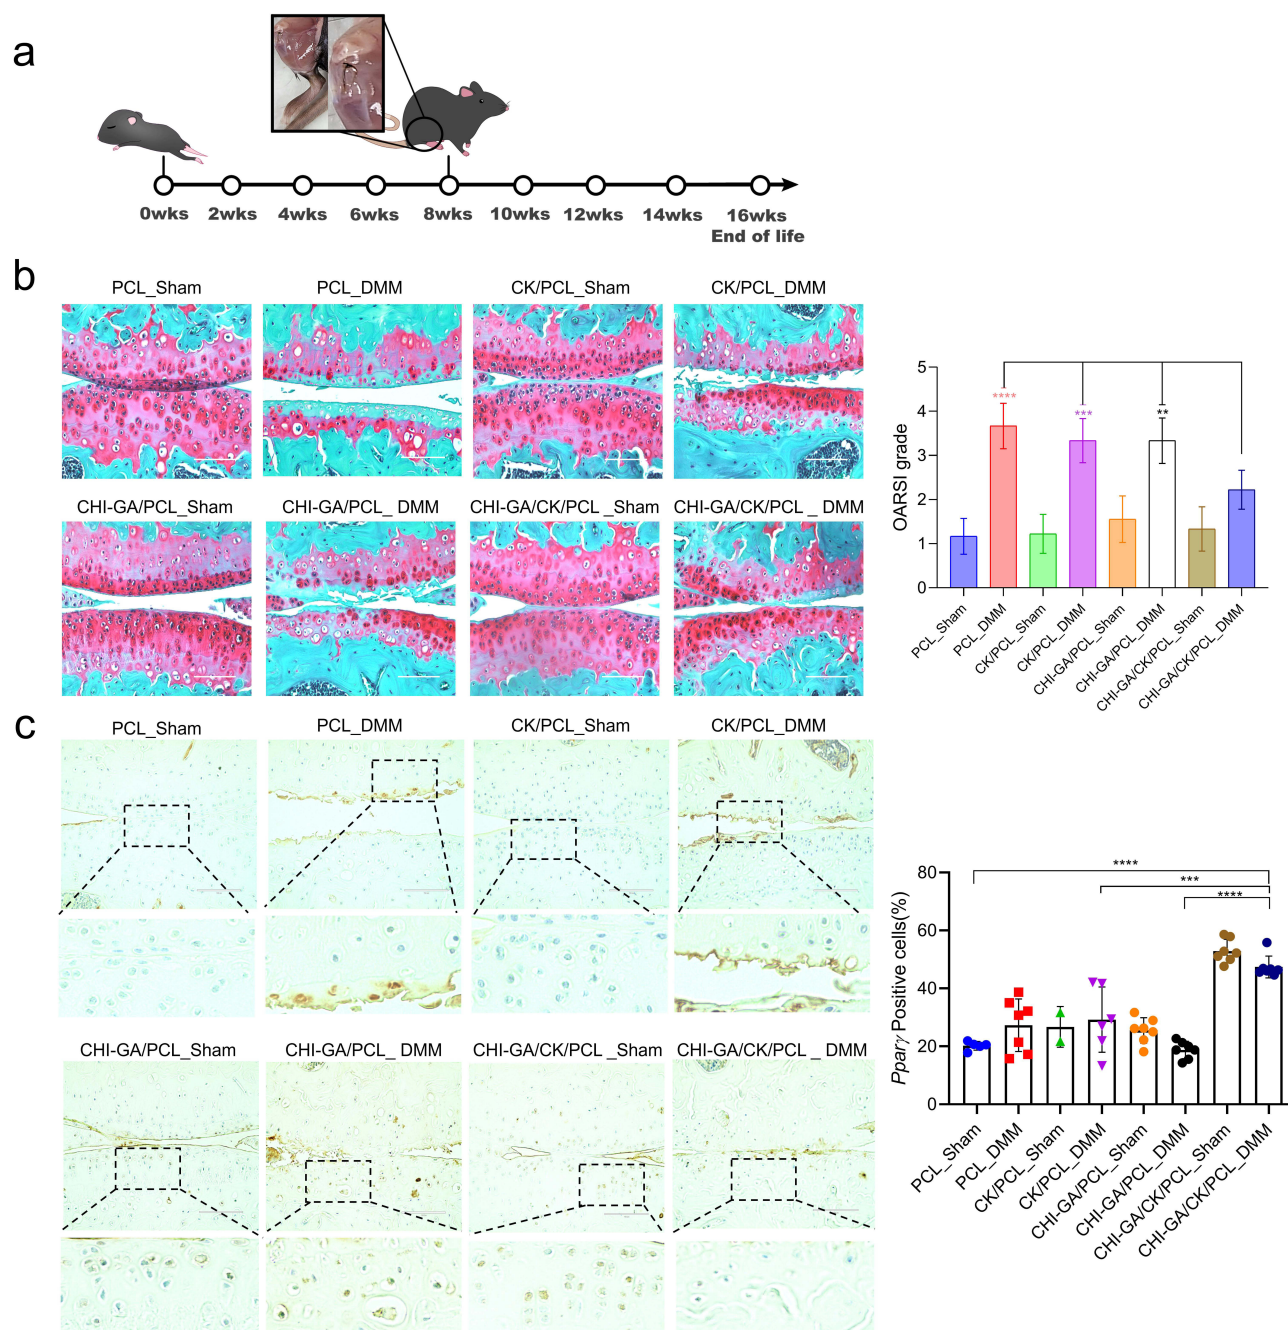 a
0wks 2wks 4wks 6wks 8wks 10wks 12wks 14wks 16wks
End of life
b
PCL_Sham PCL_DMM CK/PCL_Sham CK/PCL_DMM
CHI-GA/PCL_Sham CHI-GA/PCL_ DMM CHI-GA/CK/PCL _Sham CHI-GA/CK/PCL _ DMM
OARSI grade
5
4
3
2
1
0
**** *** **
PCL_Sham
PCL_DMM
CK/PCL_Sham
CK/PCL_DMM
CHI-GA/PCL_Sham
CHI-GA/PCL_DMM
CHI-GA/CK/PCL_Sham
CHI-GA/CK/PCL_DMM
c
PCL_Sham PCL_DMM CK/PCL_Sham CK/PCL_DMM
CHI-GA/PCL_Sham CHI-GA/PCL_ DMM CHI-GA/CK/PCL _Sham CHI-GA/CK/PCL _ DMM
Pparγ Positive cells(%)
80
60
40
20
0
****
***
****
PCL_Sham
PCL_DMM
CK/PCL_Sham
CK/PCL_DMM
CHI-GA/PCL_Sham
CHI-GA/PCL_DMM
CHI-GA/CK/PCL_Sham
CHI-GA/CK/PCL_DMM